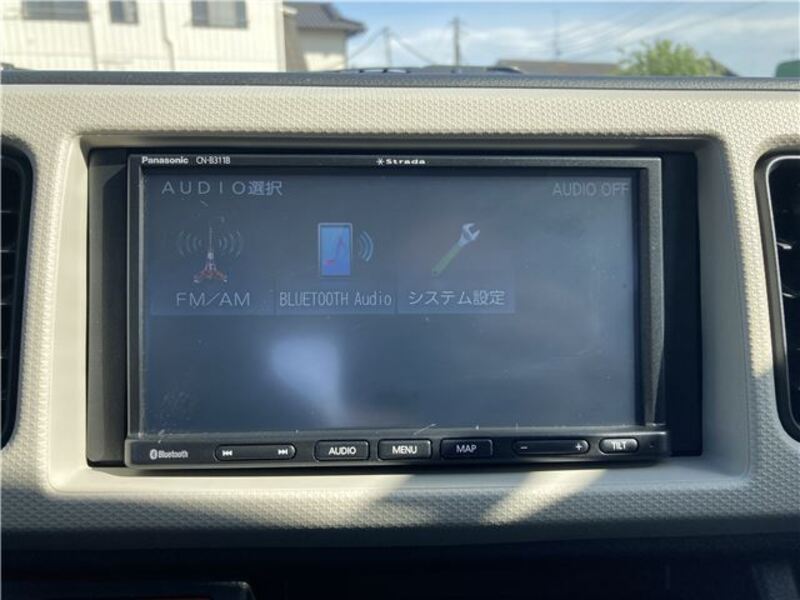 Panasonic CN-B311B
Strada
AUDIO選択
AUDIO OFF
FM/AM
BLUETOOTH Audio
システム設定
Bluetooth
AUDIO
MENU
MAP
− +
TILT